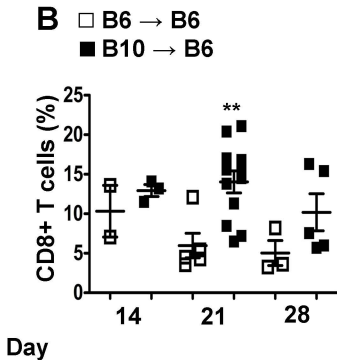 B
B6 → B6
B10 → B6
CD8+ T cells (%)
25
20
15
10
5
0
**
14 21 28
Day